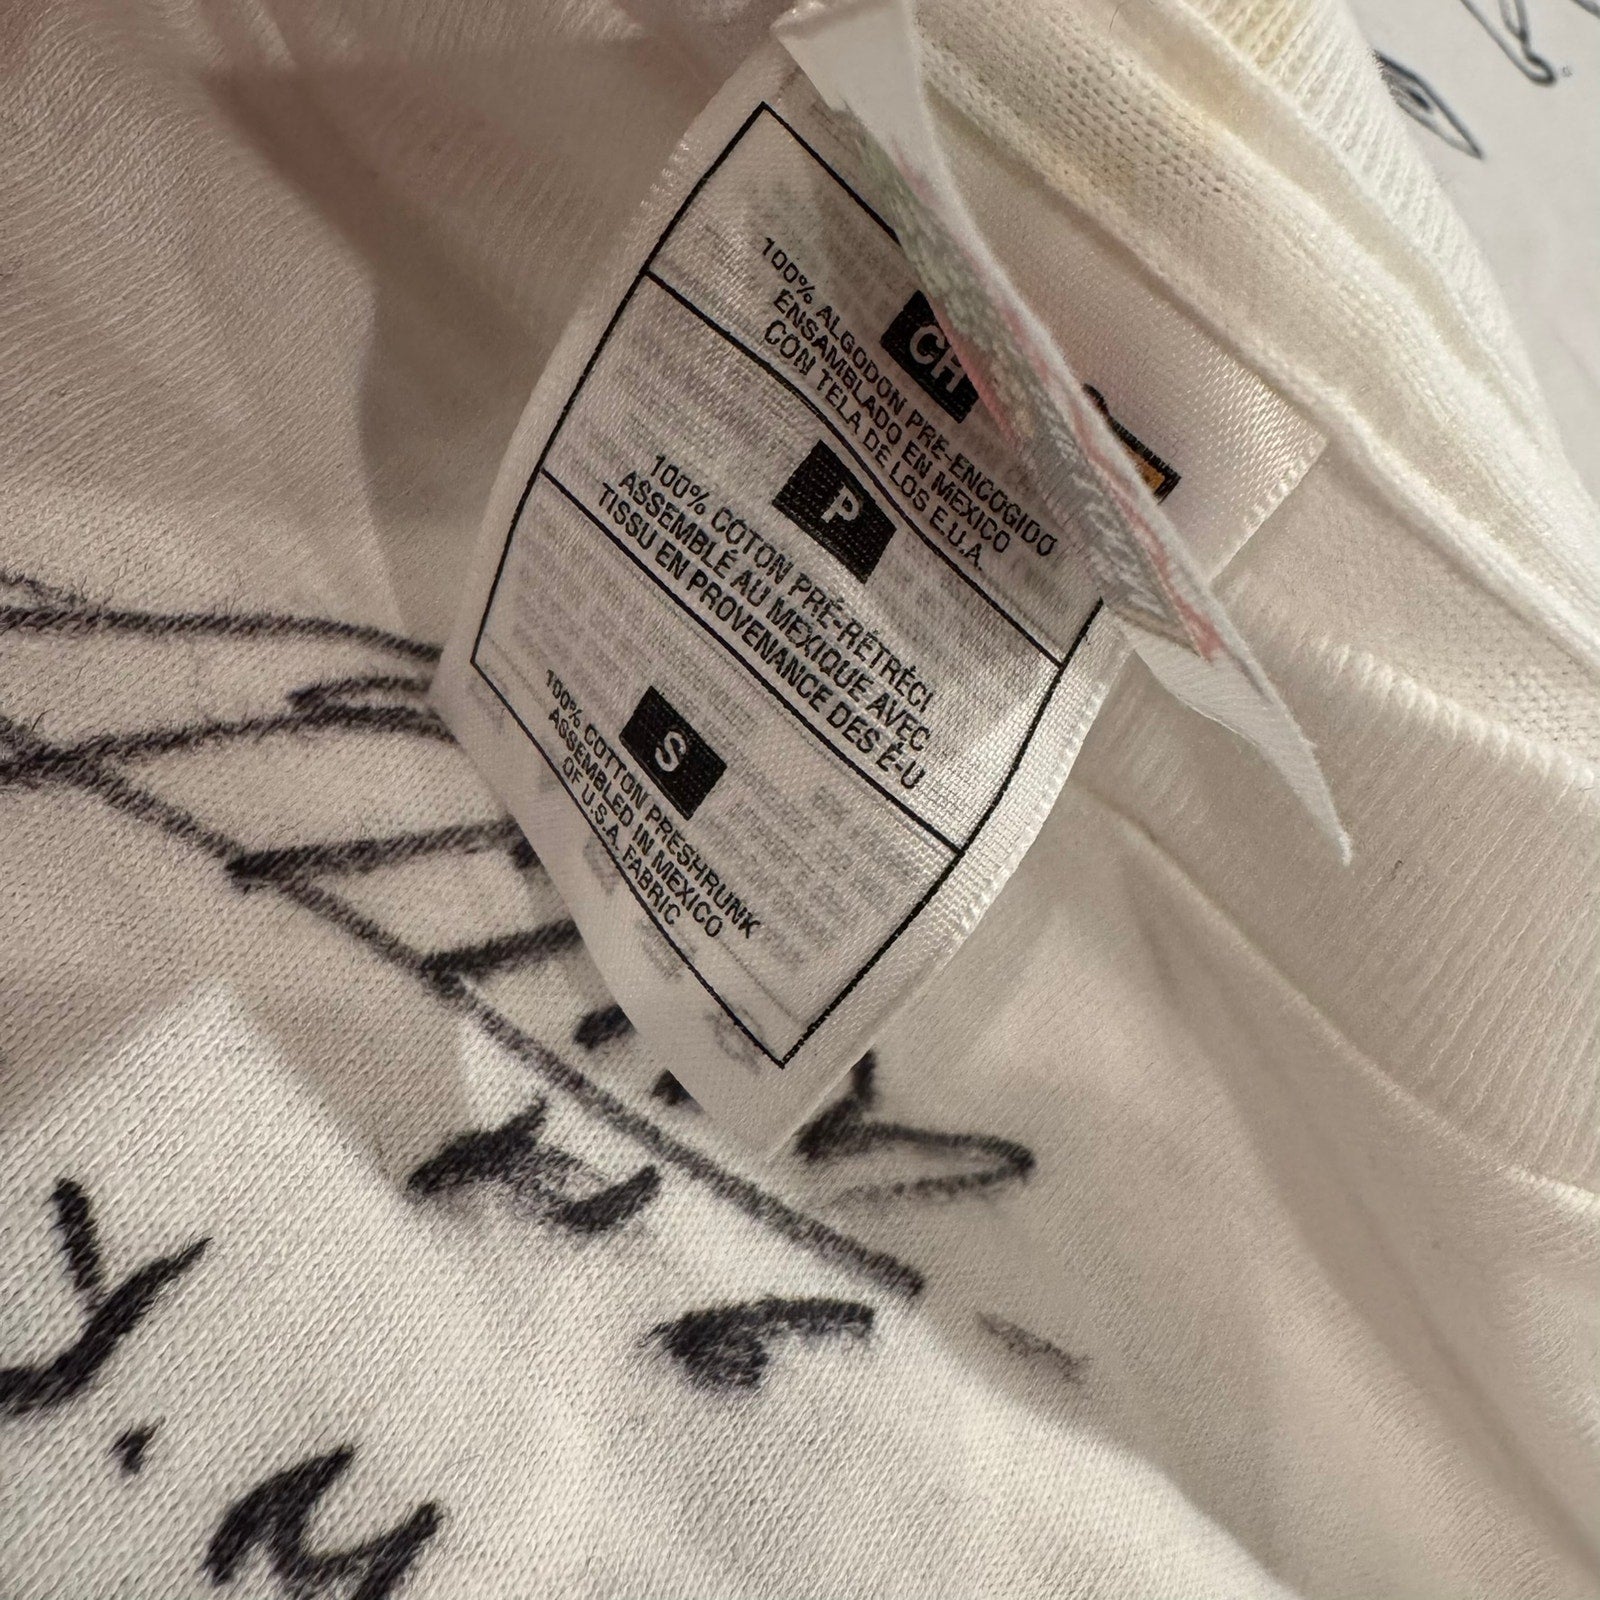 CH
100% ALGODON PRE-ENCOGIDO
ENSAMBLADO EN MEXICO
CON TELA DE LOS E.U.A.
P
100% COTON PRÉ-RÉTRÉCI
ASSEMBLÉ AU MEXIQUE AVEC
TISSU EN PROVENANCE DES É-U
S
100% COTTON PRESHRUNK
ASSEMBLED IN MEXICO
OF U.S.A. FABRIC